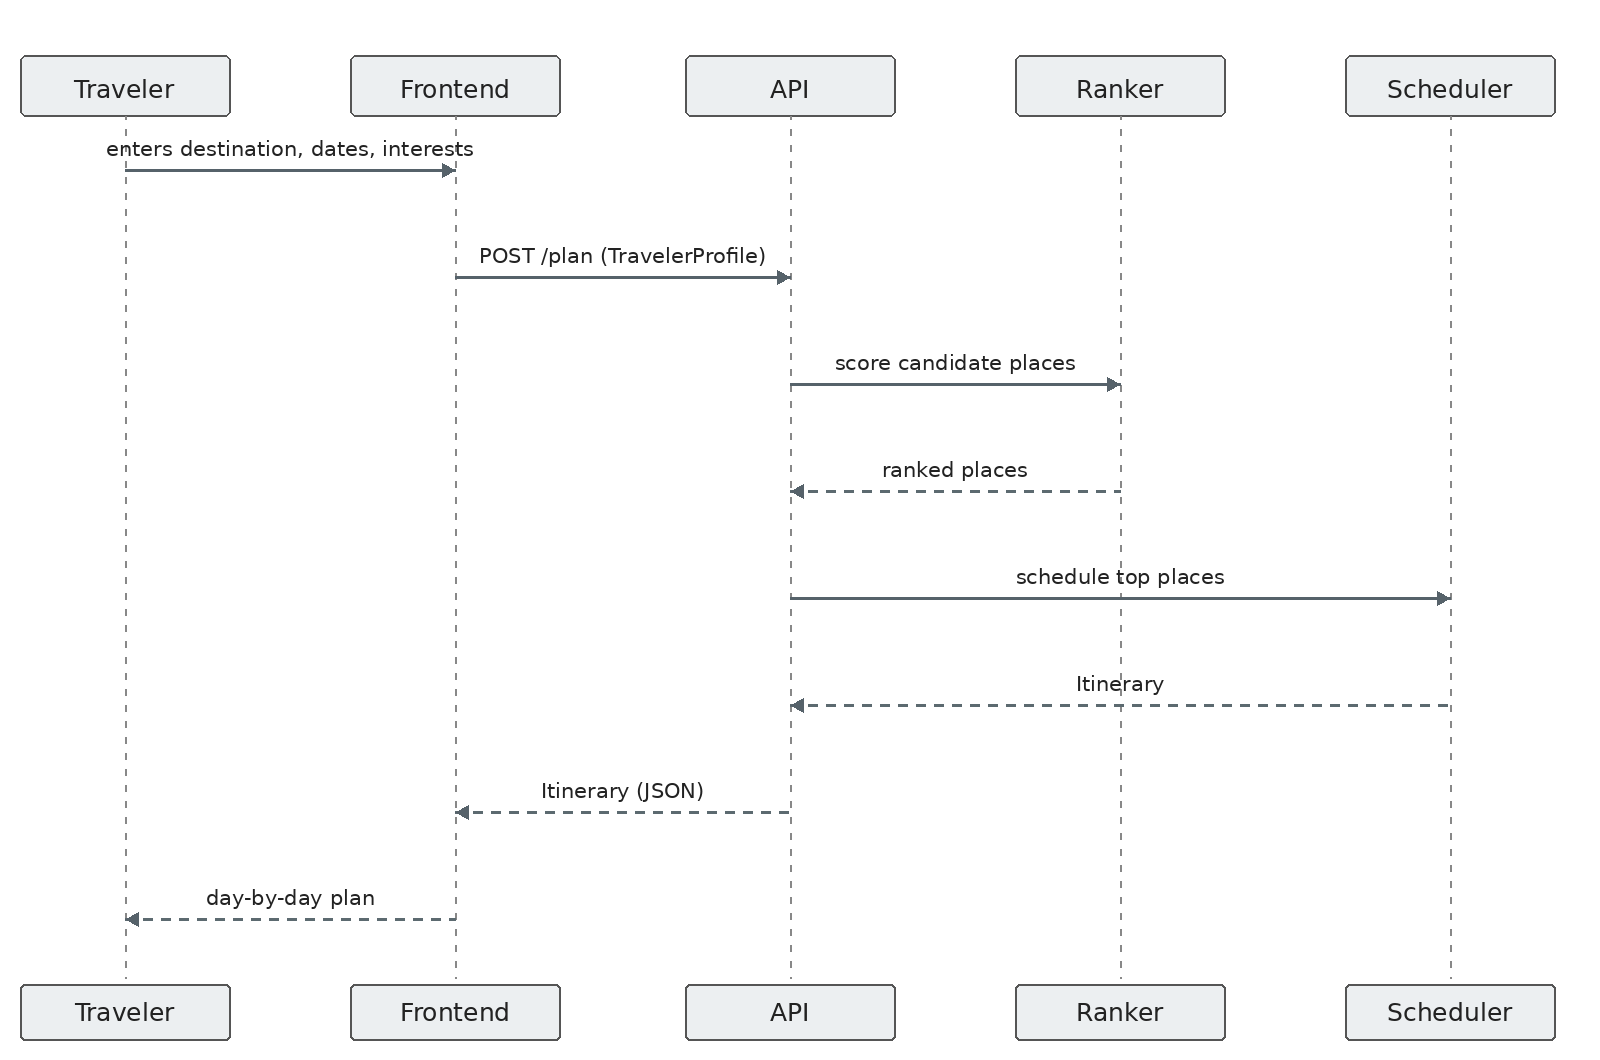 Traveler
Frontend
API
Ranker
Scheduler
enters destination, dates, interests
POST /plan (TravelerProfile)
score candidate places
ranked places
schedule top places
Itinerary
Itinerary (JSON)
day-by-day plan
Traveler
Frontend
API
Ranker
Scheduler